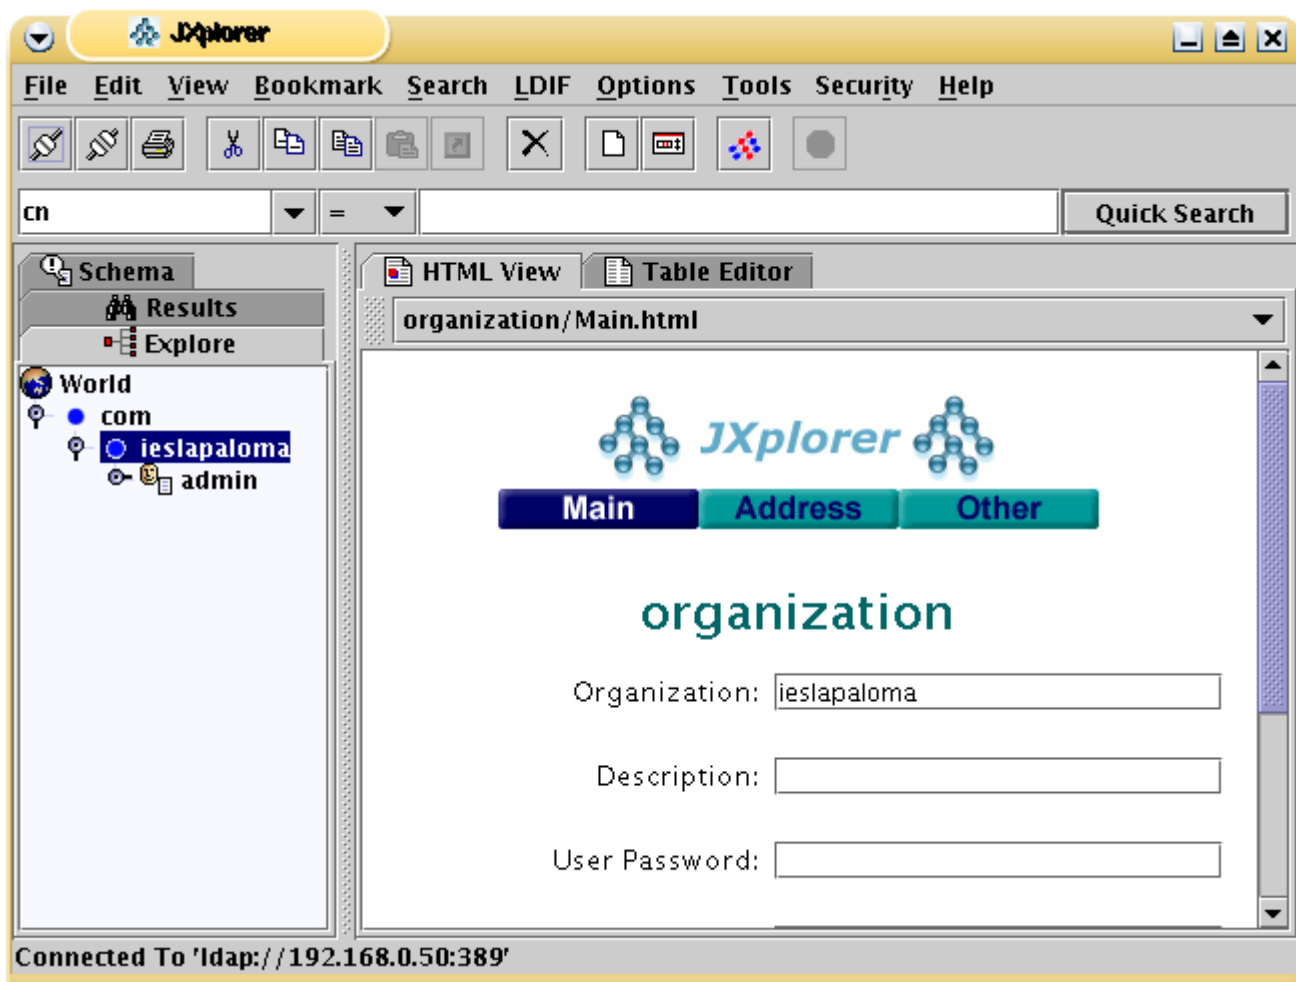 JXplorer
File Edit View Bookmark Search LDIF Options Tools Security Help
cn = Quick Search
Schema
Results
Explore
World
com
ieslapaloma
admin
HTML View Table Editor
organization/Main.html
JXplorer
Main Address Other
organization
Organization: ieslapaloma
Description:
User Password:
Connected To 'ldap://192.168.0.50:389'